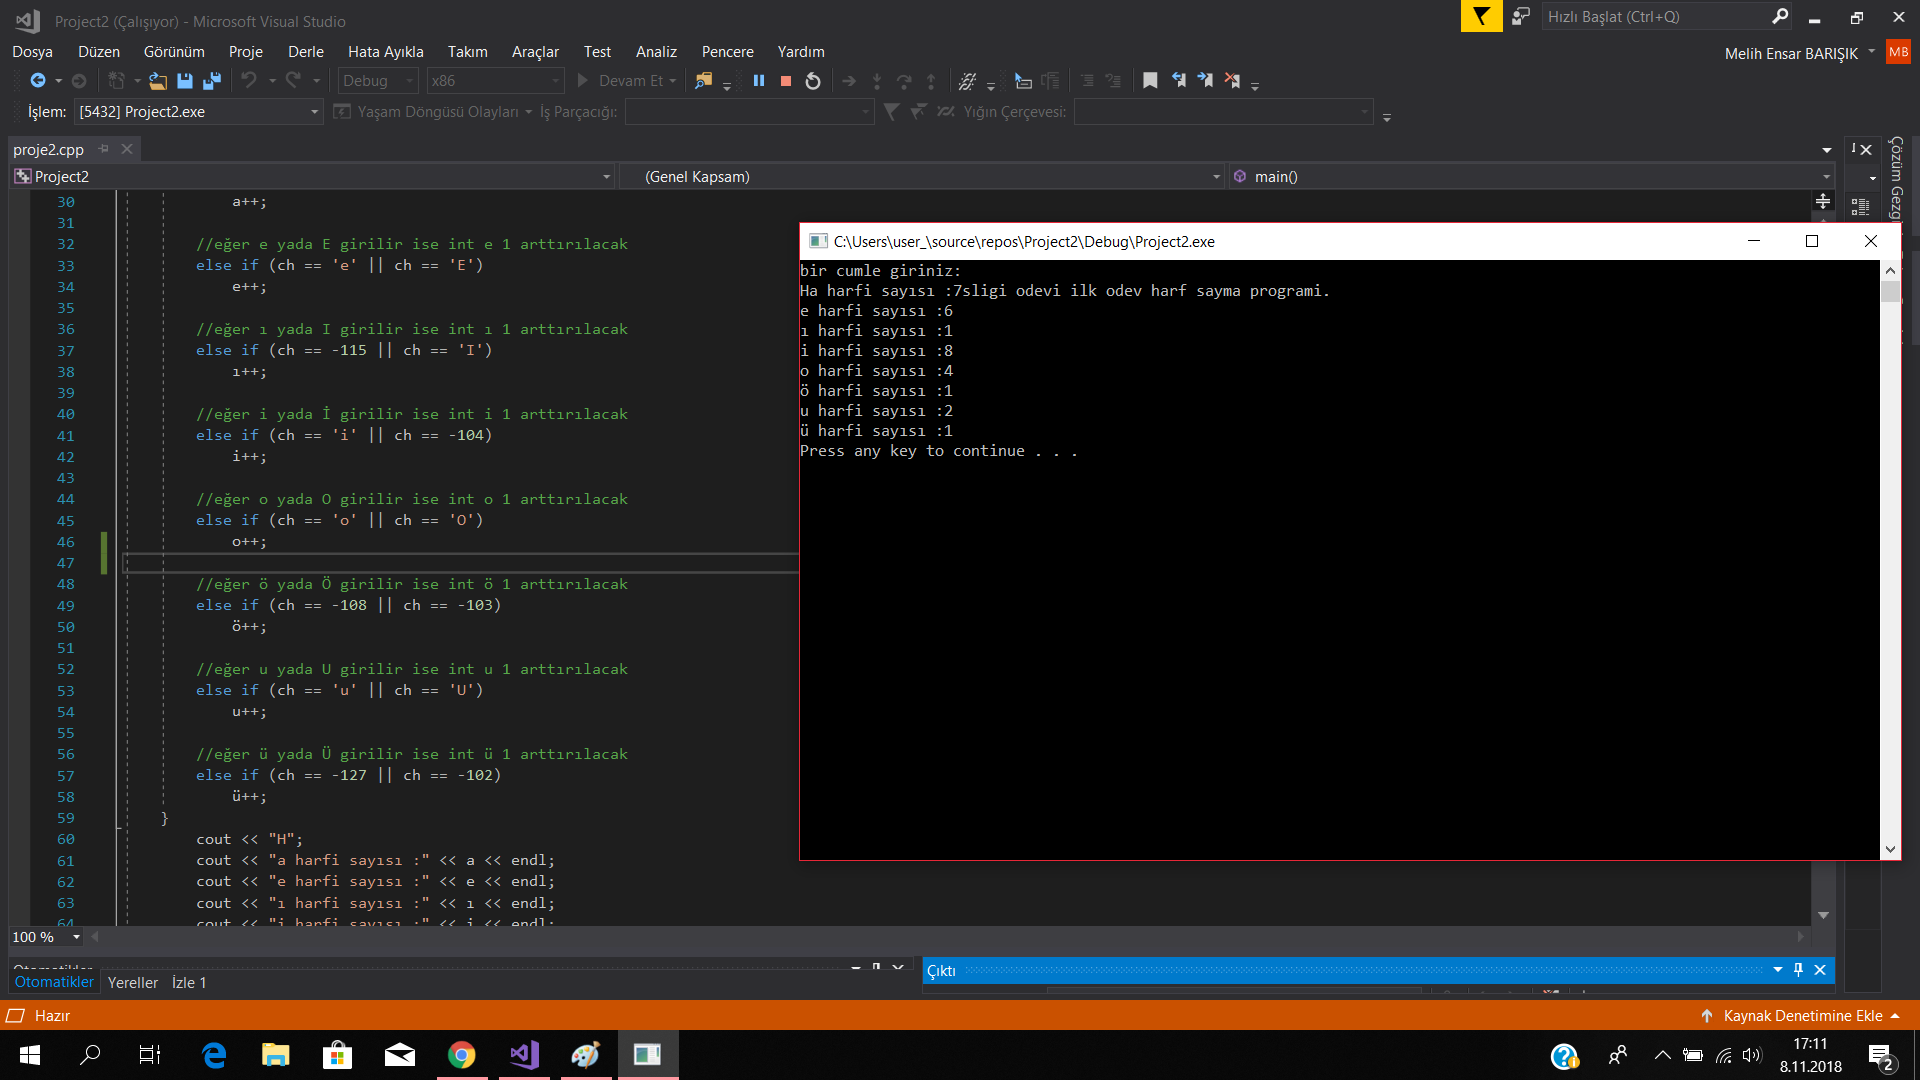 Project2 (Çalışıyor) - Microsoft Visual Studio
Hızlı Başlat (Ctrl+Q)
Dosya Düzen Görünüm Proje Derle Hata Ayıkla Takım Araçlar Test Analiz Pencere Yardım
Melih Ensar BARIŞIK MB
Debug x86 Devam Et
İşlem: [5432] Project2.exe Yaşam Döngüsü Olayları İş Parçacığı: Yığın Çerçevesi:
proje2.cpp
Project2 (Genel Kapsam) main()
30 a++;
31
32 //eğer e yada E girilir ise int e 1 arttırılacak
33 else if (ch == 'e' || ch == 'E')
34 e++;
35
36 //eğer ı yada I girilir ise int ı 1 arttırılacak
37 else if (ch == -115 || ch == 'I')
38 ı++;
39
40 //eğer i yada İ girilir ise int i 1 arttırılacak
41 else if (ch == 'i' || ch == -104)
42 i++;
43
44 //eğer o yada O girilir ise int o 1 arttırılacak
45 else if (ch == 'o' || ch == 'O')
46 o++;
47
48 //eğer ö yada Ö girilir ise int ö 1 arttırılacak
49 else if (ch == -108 || ch == -103)
50 ö++;
51
52 //eğer u yada U girilir ise int u 1 arttırılacak
53 else if (ch == 'u' || ch == 'U')
54 u++;
55
56 //eğer ü yada Ü girilir ise int ü 1 arttırılacak
57 else if (ch == -127 || ch == -102)
58 ü++;
59 }
60 cout << "H";
61 cout << "a harfi sayısı :" << a << endl;
62 cout << "e harfi sayısı :" << e << endl;
63 cout << "ı harfi sayısı :" << ı << endl;
64 cout << "i harfi sayısı :" << i << endl;
C:\Users\user_\source\repos\Project2\Debug\Project2.exe
bir cumle giriniz:
Ha harfi sayısı :7sligi odevi ilk odev harf sayma programi.
e harfi sayısı :6
ı harfi sayısı :1
i harfi sayısı :8
o harfi sayısı :4
ö harfi sayısı :1
u harfi sayısı :2
ü harfi sayısı :1
Press any key to continue . . .
Çözüm Gezgi
100 %
Otomatikler
Otomatikler Yereller İzle 1
Çıktı
Hazır
Kaynak Denetimine Ekle
17:11
8.11.2018
2